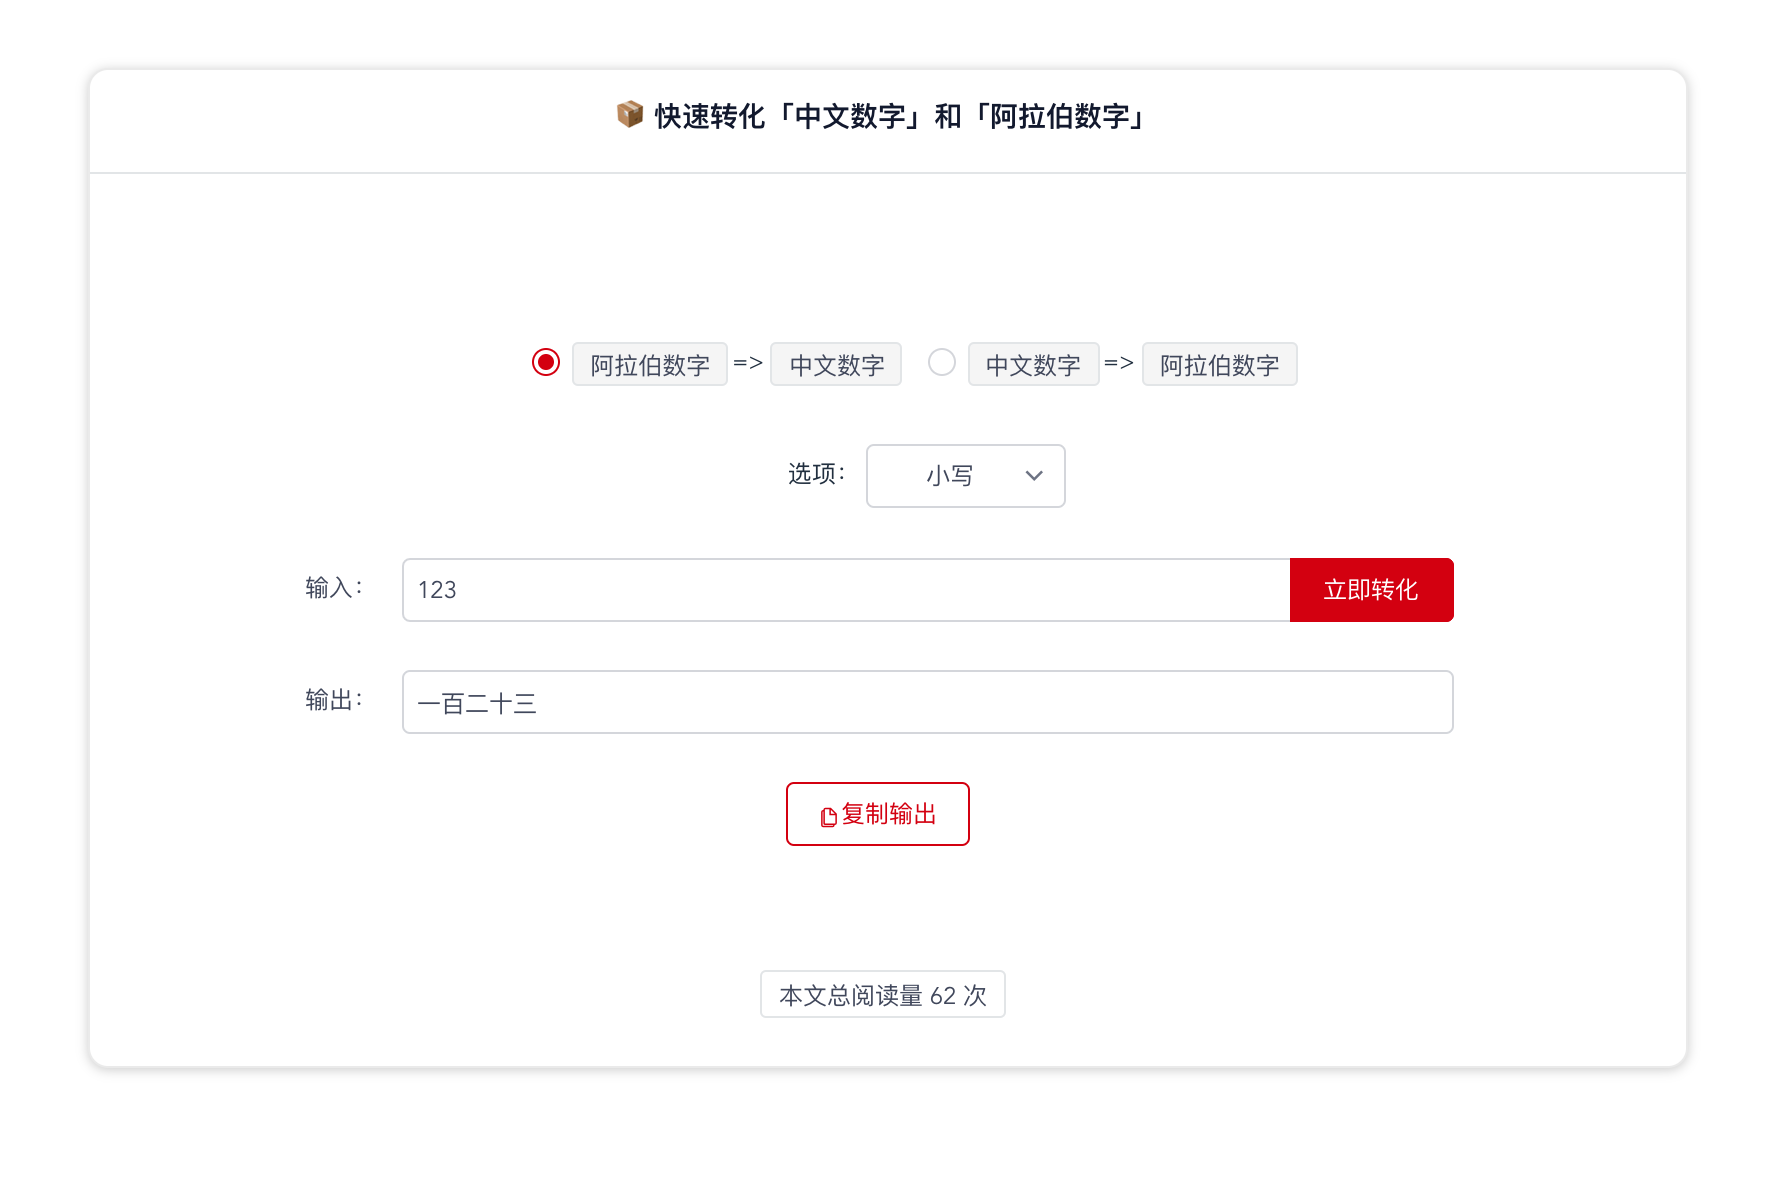 📦 快速转化「中文数字」和「阿拉伯数字」
阿拉伯数字 => 中文数字 中文数字 => 阿拉伯数字
选项： 小写
输入： 123 立即转化
输出： 一百二十三
复制输出
本文总阅读量 62 次